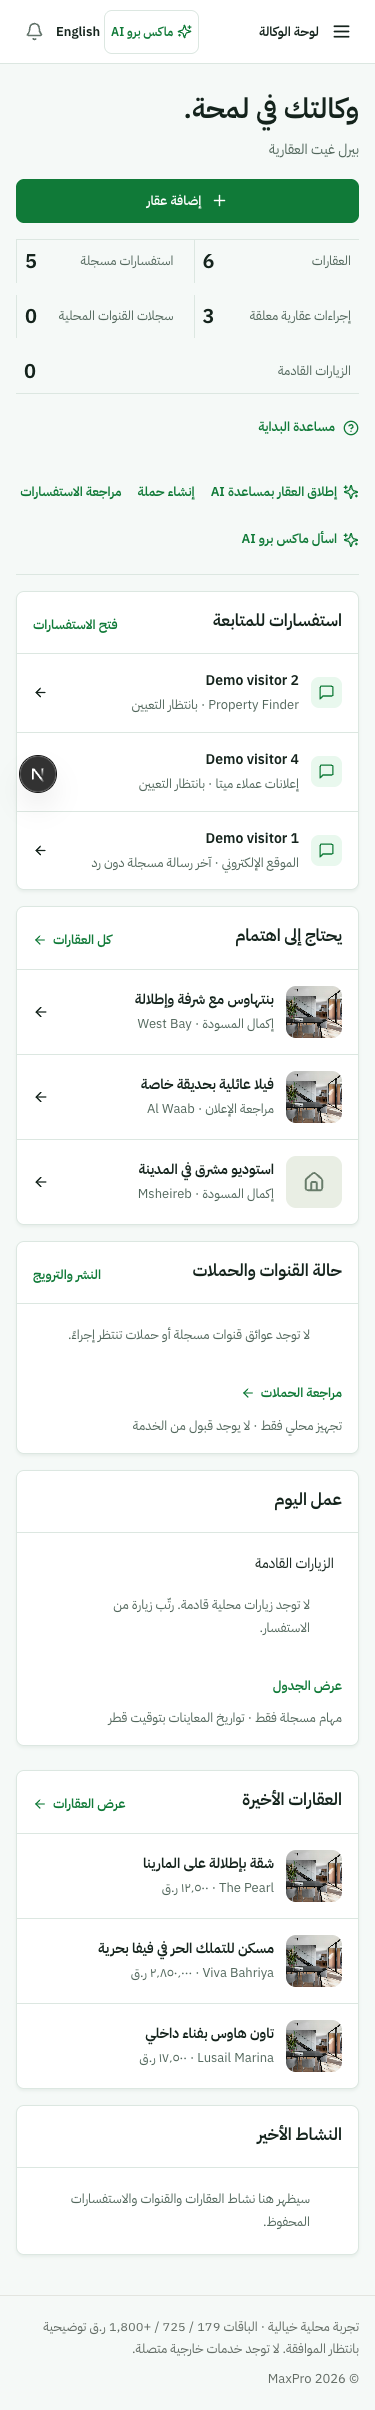 لوحة الوكالة
ماكس برو AI
English
وكالتك في لمحة.
بيرل غيت العقارية
إضافة عقار
العقارات 6
استفسارات مسجلة 5
إجراءات عقارية معلقة 3
سجلات القنوات المحلية 0
الزيارات القادمة 0
مساعدة البداية
إطلاق العقار بمساعدة AI
إنشاء حملة
مراجعة الاستفسارات
اسأل ماكس برو AI
استفسارات للمتابعة
فتح الاستفسارات
Demo visitor 2
Property Finder · بانتظار التعيين
Demo visitor 4
إعلانات عملاء ميتا · بانتظار التعيين
N
Demo visitor 1
الموقع الإلكتروني · آخر رسالة مسجلة دون رد
يحتاج إلى اهتمام
كل العقارات
بنتهاوس مع شرفة وإطلالة
إكمال المسودة · West Bay
فيلا عائلية بحديقة خاصة
مراجعة الإعلان · Al Waab
استوديو مشرق في المدينة
إكمال المسودة · Msheireb
حالة القنوات والحملات
النشر والترويج
لا توجد عوائق قنوات مسجلة أو حملات تنتظر إجراءً.
مراجعة الحملات
تجهيز محلي فقط · لا يوجد قبول من الخدمة
عمل اليوم
الزيارات القادمة
لا توجد زيارات محلية قادمة. رتّب زيارة من
الاستفسار.
عرض الجدول
مهام مسجلة فقط · تواريخ المعاينات بتوقيت قطر
العقارات الأخيرة
عرض العقارات
شقة بإطلالة على المارينا
The Pearl · ١٢٬٥٠٠ ر.ق
مسكن للتملك الحر في فيفا بحرية
Viva Bahriya · ٢٬٨٥٠٬٠٠٠ ر.ق
تاون هاوس بفناء داخلي
Lusail Marina · ١٧٬٥٠٠ ر.ق
النشاط الأخير
سيظهر هنا نشاط العقارات والقنوات والاستفسارات
المحفوظ.
تجربة محلية خيالية · الباقات 179 / 725 / +1,800 ر.ق توضيحية
بانتظار الموافقة. لا توجد خدمات خارجية متصلة.
© 2026 MaxPro